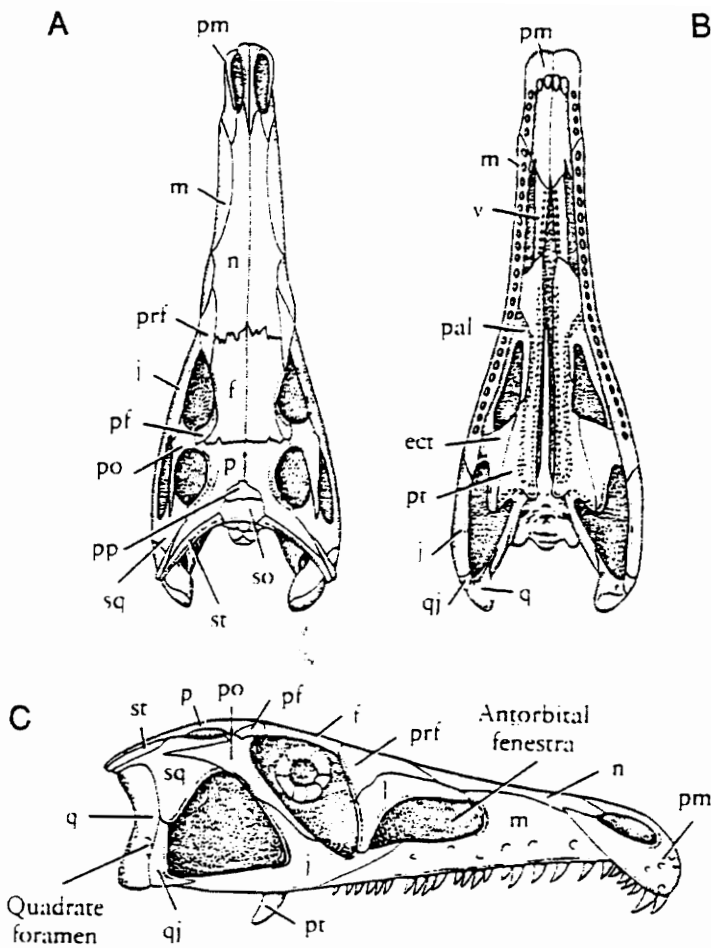 A
pm
m
n
prf
j
f
pf
po
p
pp
sq
so
st
B
pm
m
v
pal
ect
pt
j
qj
q
C
st
p
po
pf
f
prf
Antorbital
fenestra
n
pm
sq
l
m
q
j
Quadrate
foramen
qj
pt